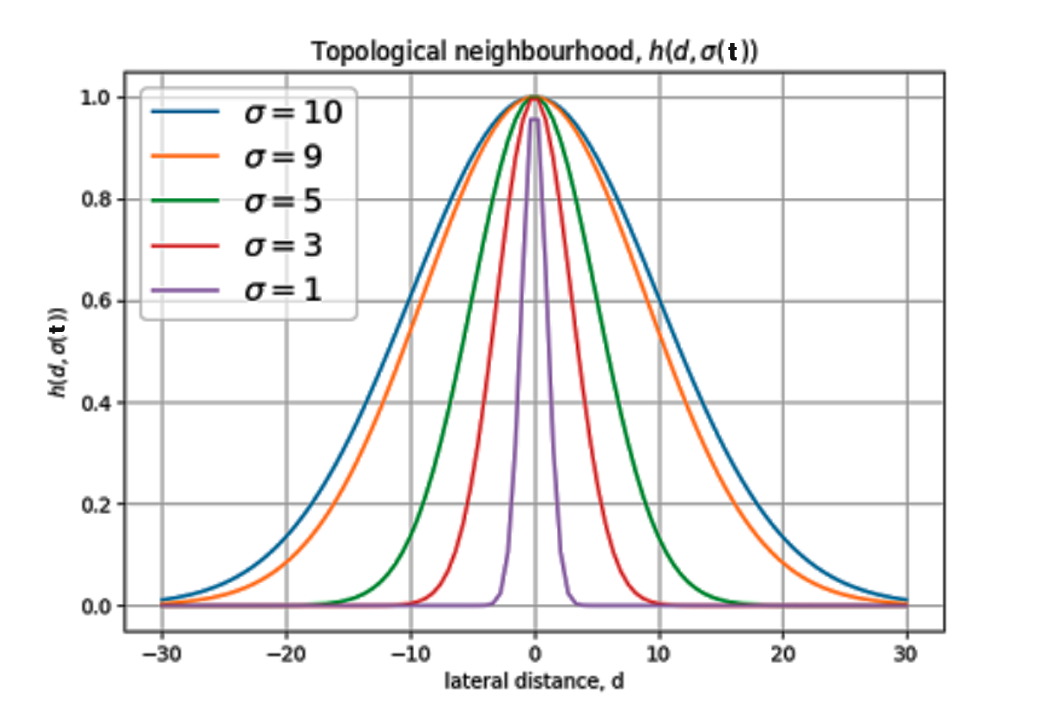 Topological neighbourhood, h(d,σ(t))
1.0
0.8
0.6
0.4
0.2
0.0
h(d,σ(t))
σ = 10
σ = 9
σ = 5
σ = 3
σ = 1
−30
−20
−10
0
10
20
30
lateral distance, d